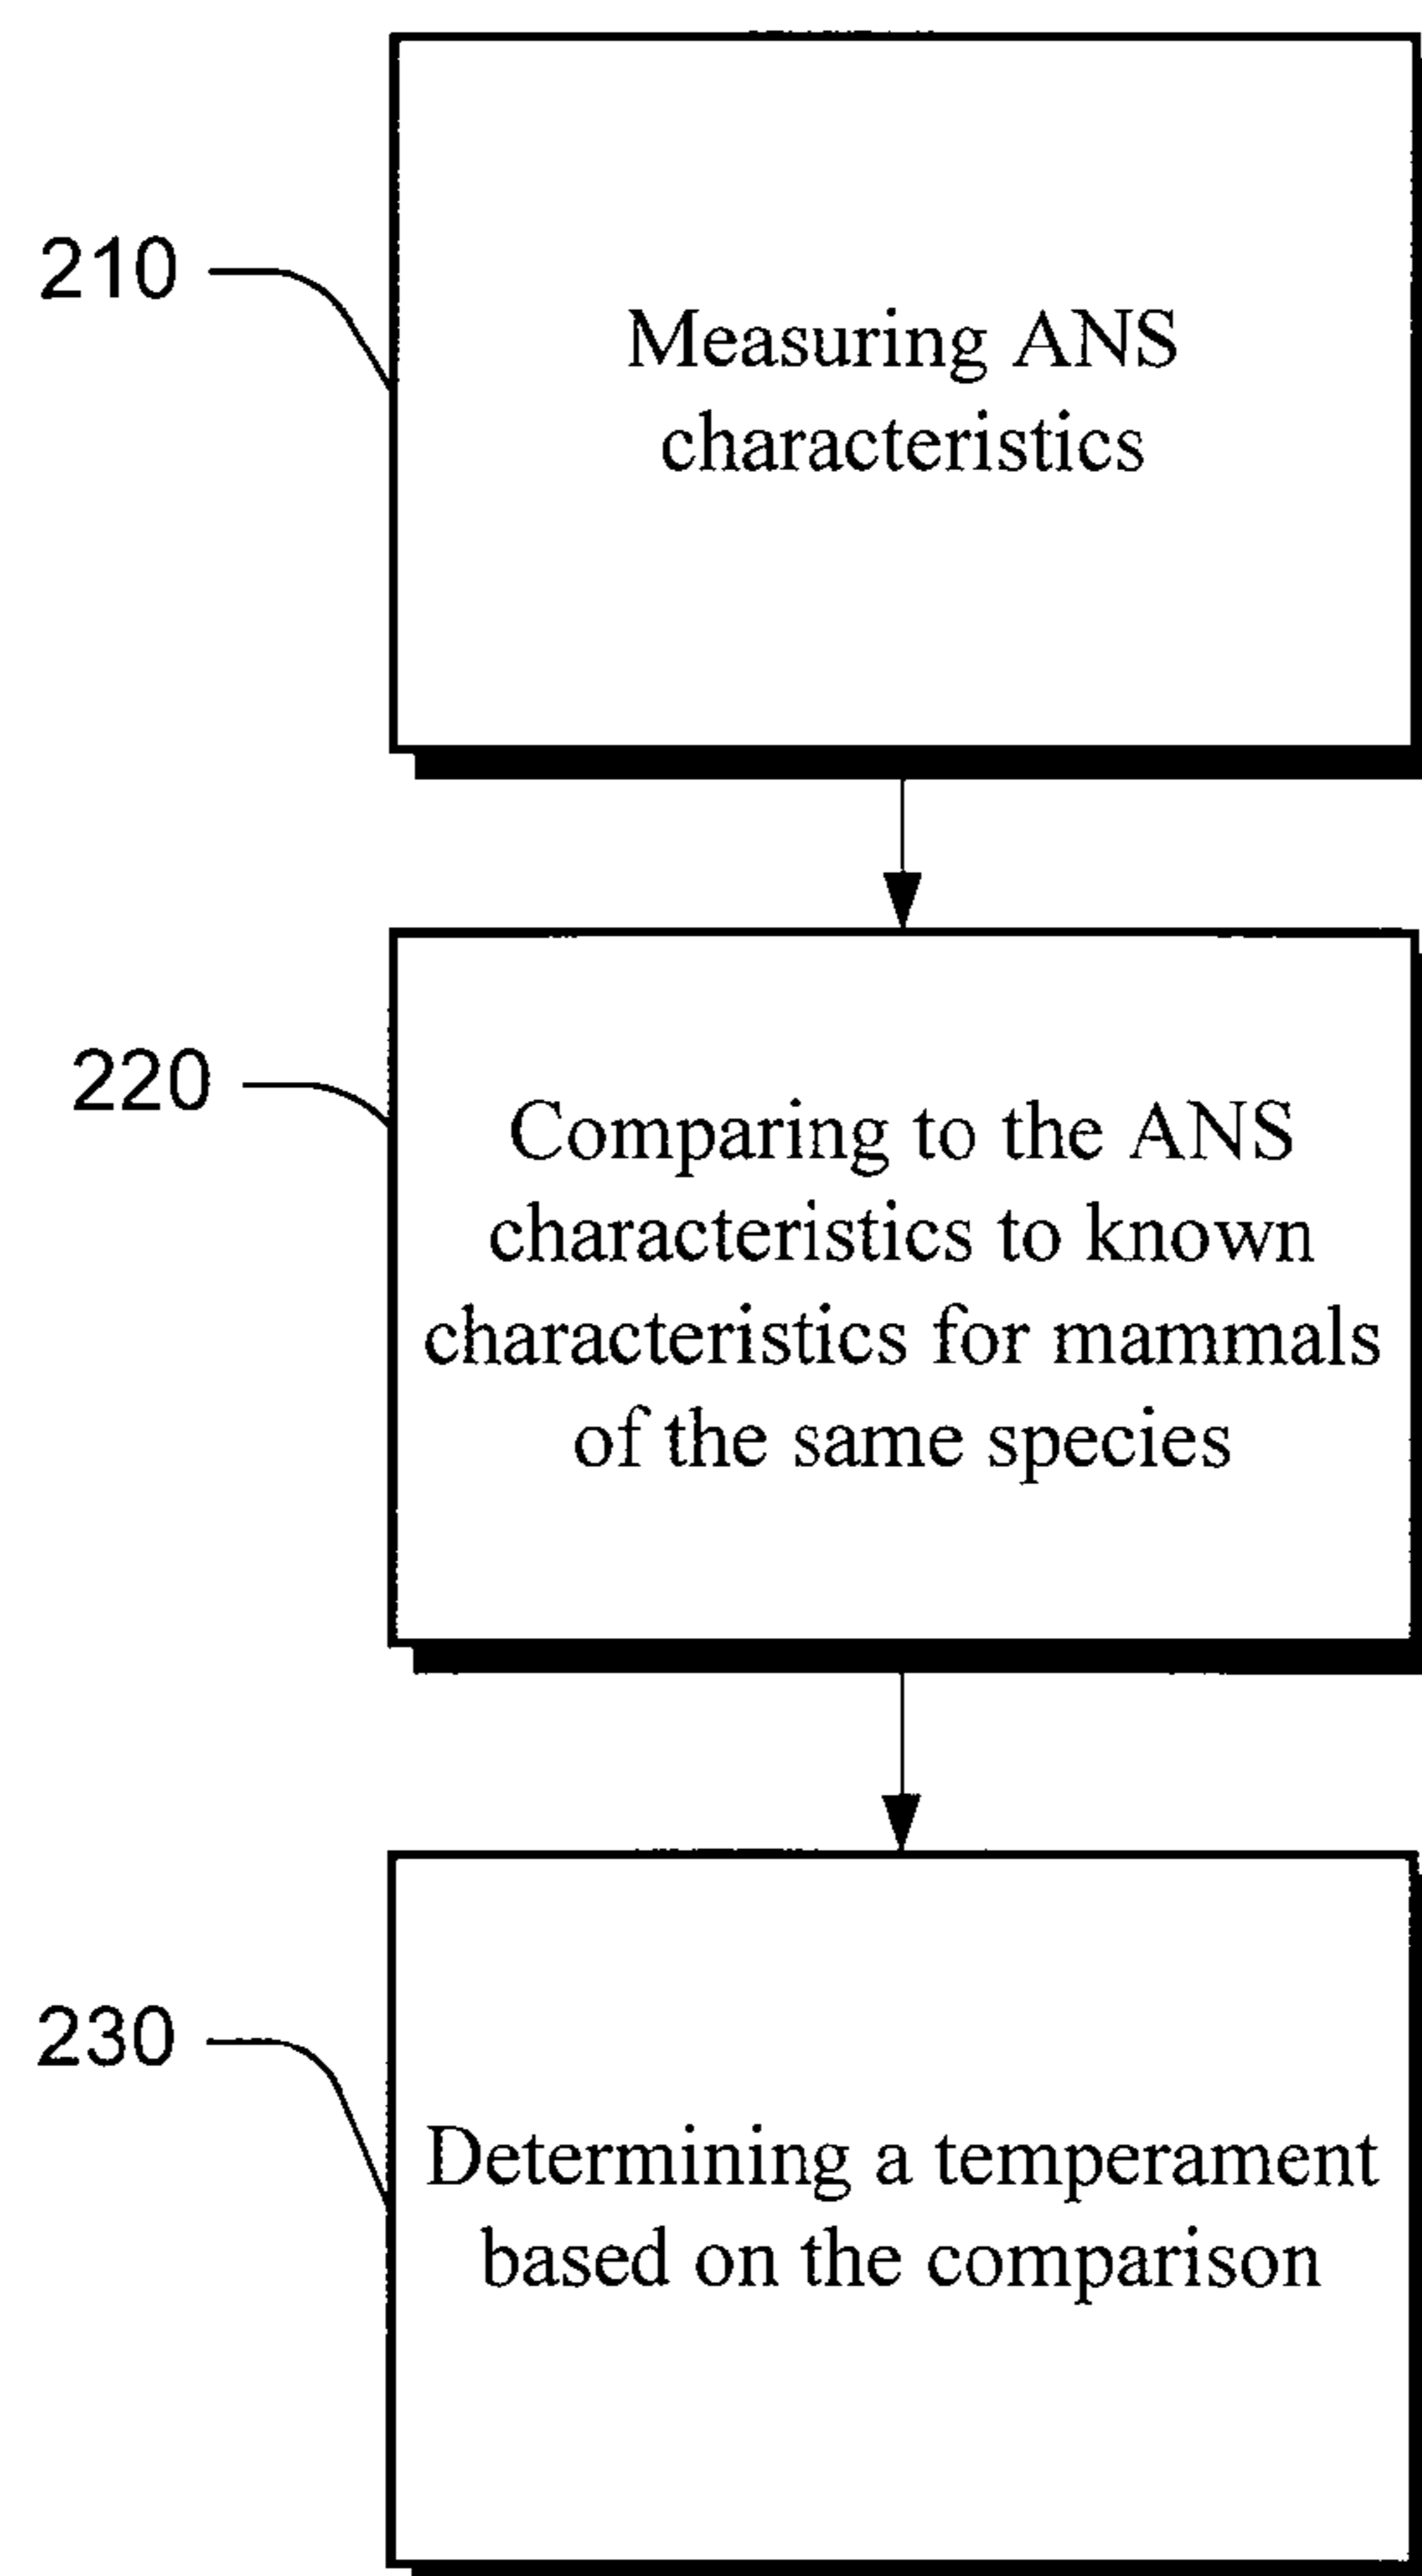 210
Measuring ANS
characteristics
220
Comparing to the ANS
characteristics to known
characteristics for mammals
of the same species
230
Determining a temperament
based on the comparison